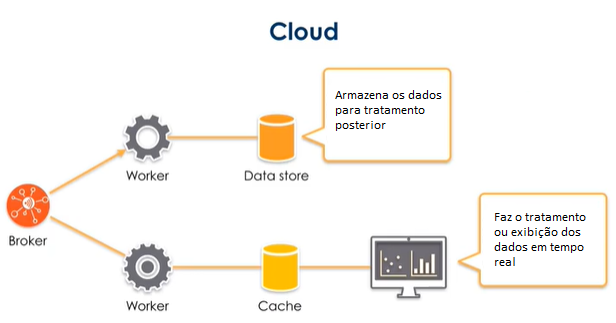 Cloud
Armazena os dados
para tratamento
posterior
Worker
Data store
Broker
Faz o tratamento
ou exibição dos
dados em tempo
real
Worker
Cache